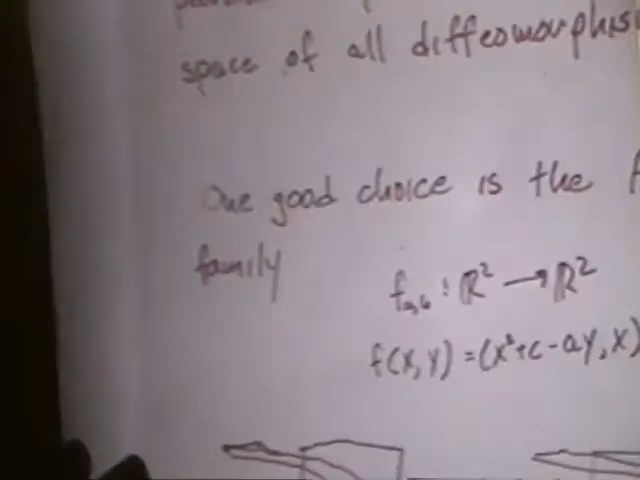 space of all diffeomorphis
One good choice is the
family
f_{a,b} : ℝ² → ℝ²
f(x,y) = (x²+c-ay, x)